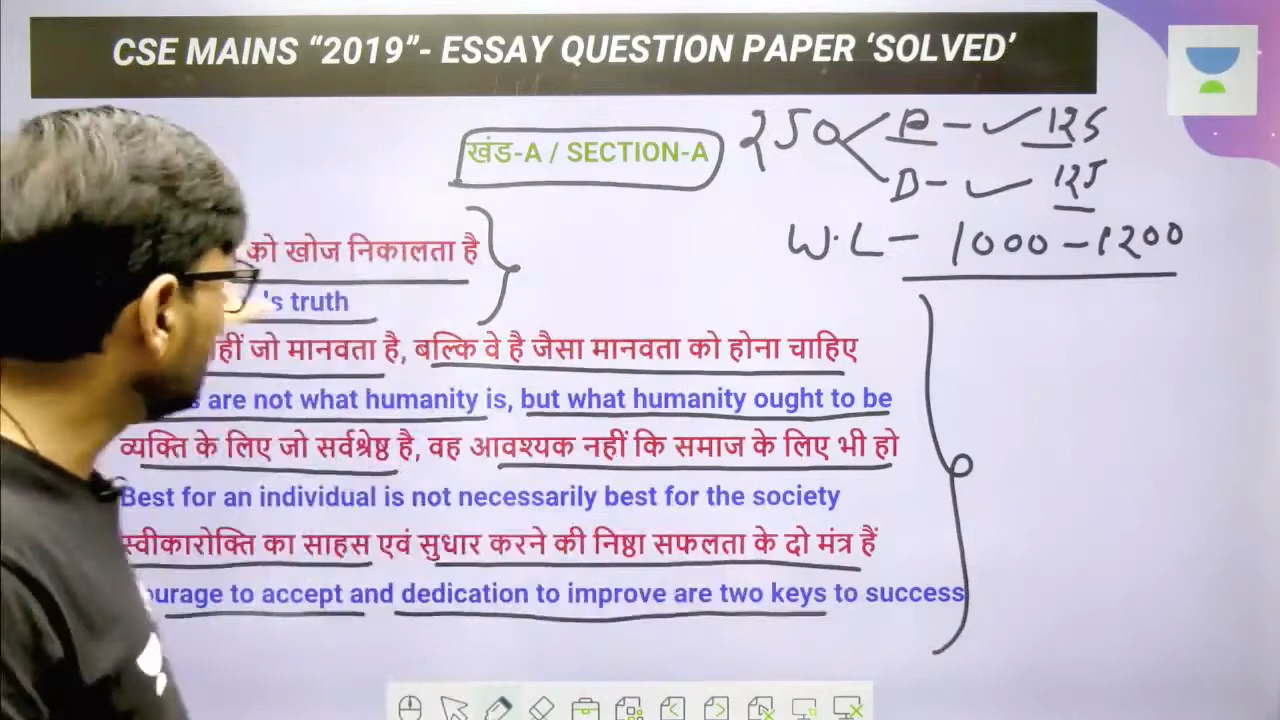 CSE MAINS “2019”- ESSAY QUESTION PAPER ‘SOLVED’
खंड-A / SECTION-A
250
A - 125
B - 125
W.L - 1000 - 1200
को खोज निकालता है
's truth
जो मानवता है, बल्कि वे है जैसा मानवता को होना चाहिए
are not what humanity is, but what humanity ought to be
व्यक्ति के लिए जो सर्वश्रेष्ठ है, वह आवश्यक नहीं कि समाज के लिए भी हो
Best for an individual is not necessarily best for the society
स्वीकारोक्ति का साहस एवं सुधार करने की निष्ठा सफलता के दो मंत्र हैं
to accept and dedication to improve are two keys to success